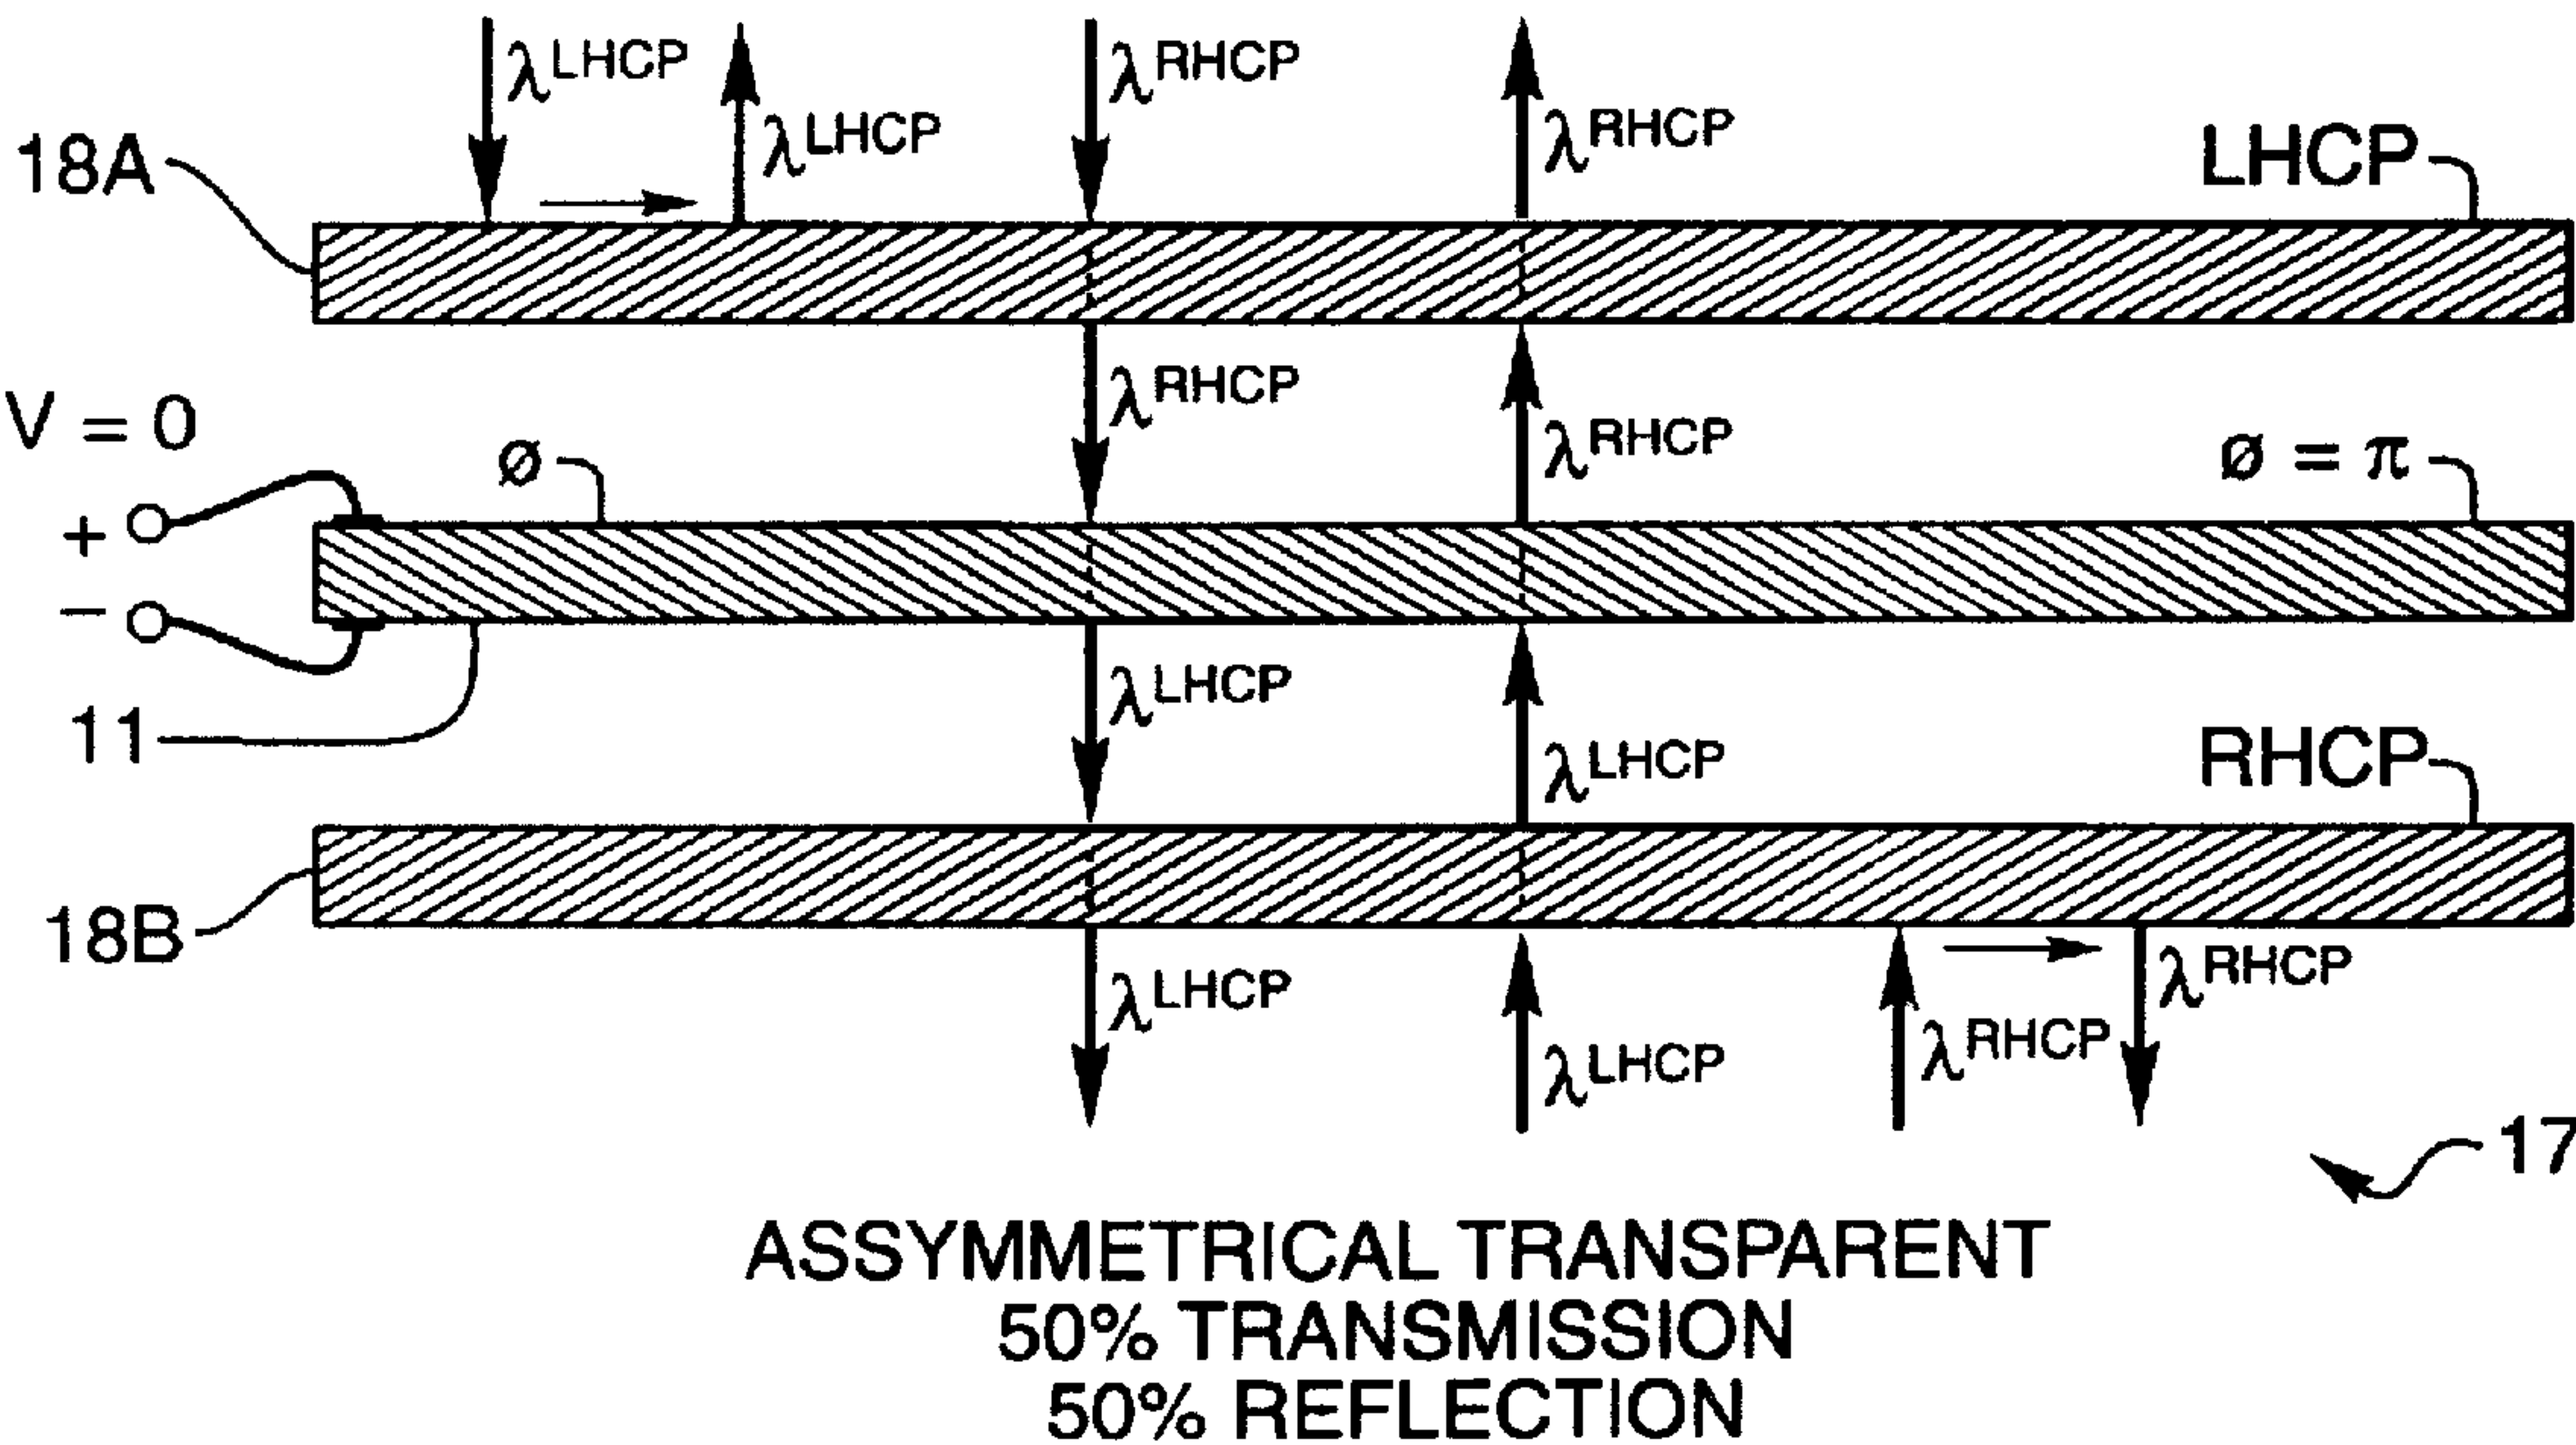 λLHCP
λLHCP
λRHCP
λRHCP
LHCP
18A
λRHCP
λRHCP
V = 0
ø
ø = π
+
−
11
λLHCP
λLHCP
RHCP
18B
λLHCP
λLHCP
λRHCP
λRHCP
17
ASSYMMETRICAL TRANSPARENT
50% TRANSMISSION
50% REFLECTION